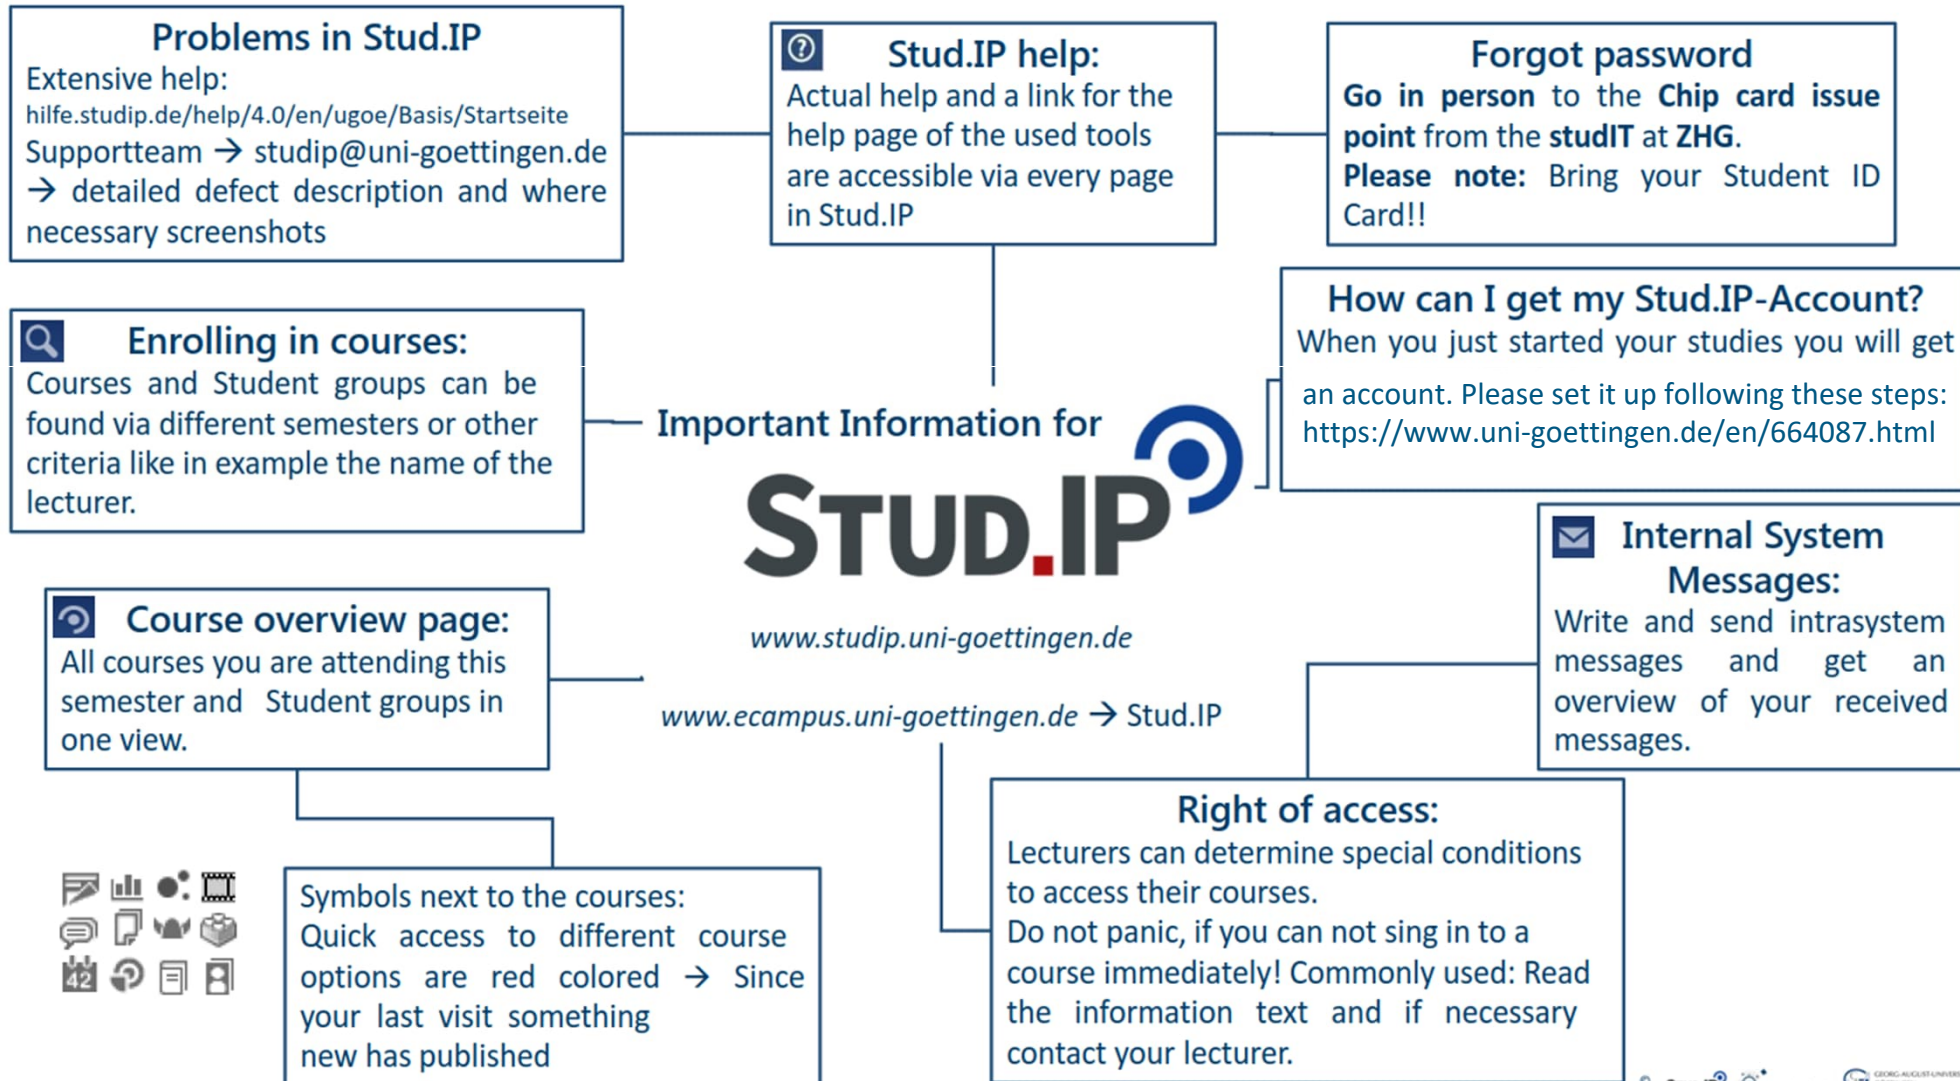 Problems in Stud.IP
Extensive help:
hilfe.studip.de/help/4.0/en/ugoe/Basis/Startseite
Supportteam → studip@uni-goettingen.de
→ detailed defect description and where
necessary screenshots
Stud.IP help:
Actual help and a link for the
help page of the used tools
are accessible via every page
in Stud.IP
Forgot password
Go in person to the Chip card issue
point from the studIT at ZHG.
Please note: Bring your Student ID
Card!!
Enrolling in courses:
Courses and Student groups can be
found via different semesters or other
criteria like in example the name of the
lecturer.
How can I get my Stud.IP-Account?
When you just started your studies you will get
an account. Please set it up following these steps:
https://www.uni-goettingen.de/en/664087.html
Important Information for
STUD.IP
www.studip.uni-goettingen.de
www.ecampus.uni-goettingen.de → Stud.IP
Internal System
Messages:
Write and send intrasystem
messages and get an
overview of your received
messages.
Course overview page:
All courses you are attending this
semester and Student groups in
one view.
42
Symbols next to the courses:
Quick access to different course
options are red colored → Since
your last visit something
new has published
Right of access:
Lecturers can determine special conditions
to access their courses.
Do not panic, if you can not sing in to a
course immediately! Commonly used: Read
the information text and if necessary
contact your lecturer.